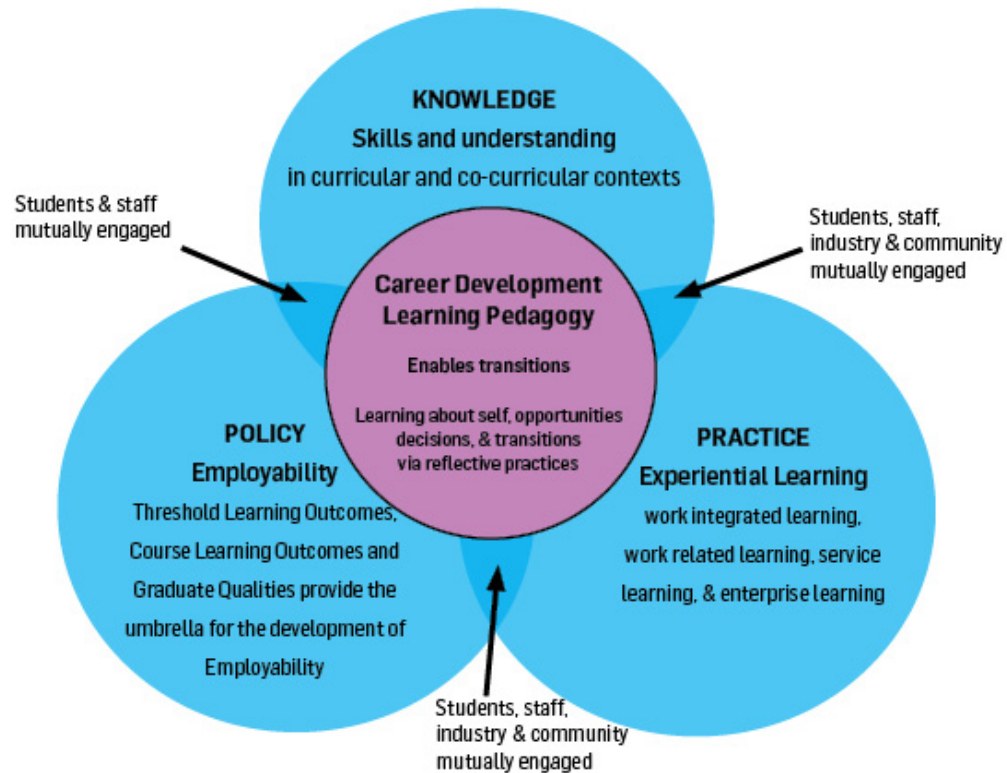 KNOWLEDGE
Skills and understanding
in curricular and co-curricular contexts
Students & staff
mutually engaged
Students, staff,
industry & community
mutually engaged
Career Development
Learning Pedagogy
Enables transitions
Learning about self, opportunities
decisions, & transitions
via reflective practices
POLICY
Employability
Threshold Learning Outcomes,
Course Learning Outcomes and
Graduate Qualities provide the
umbrella for the development of
Employability
PRACTICE
Experiential Learning
work integrated learning,
work related learning, service
learning, & enterprise learning
Students, staff,
industry & community
mutually engaged